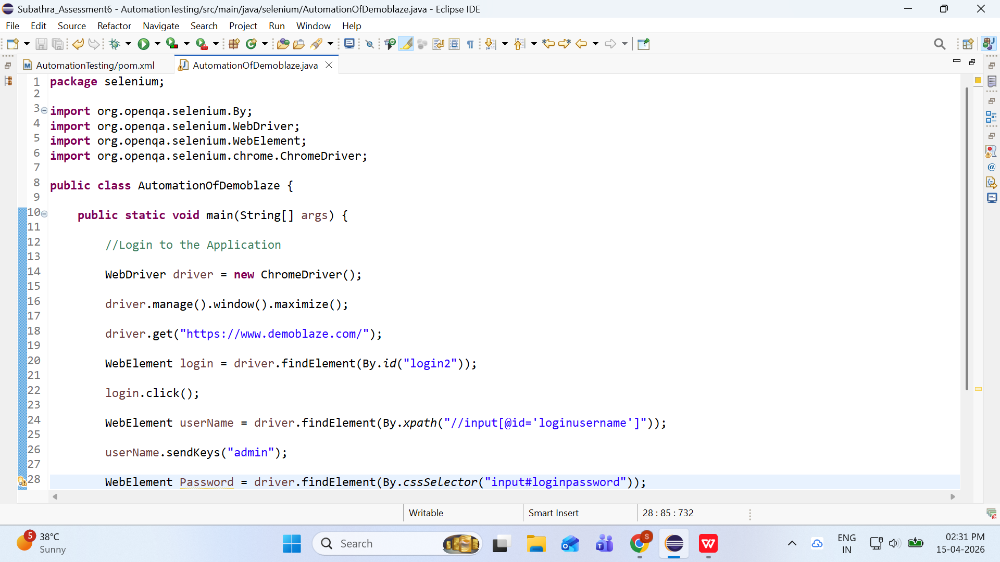 Subathra_Assessment6 - AutomationTesting/src/main/java/selenium/AutomationOfDemoblaze.java - Eclipse IDE
File Edit Source Refactor Navigate Search Project Run Window Help
AutomationTesting/pom.xml AutomationOfDemoblaze.java
1 package selenium;
2
3 import org.openqa.selenium.By;
4 import org.openqa.selenium.WebDriver;
5 import org.openqa.selenium.WebElement;
6 import org.openqa.selenium.chrome.ChromeDriver;
7
8 public class AutomationOfDemoblaze {
9
10 public static void main(String[] args) {
11
12 //Login to the Application
13
14 WebDriver driver = new ChromeDriver();
15
16 driver.manage().window().maximize();
17
18 driver.get("https://www.demoblaze.com/");
19
20 WebElement login = driver.findElement(By.id("login2"));
21
22 login.click();
23
24 WebElement userName = driver.findElement(By.xpath("//input[@id='loginusername']"));
25
26 userName.sendKeys("admin");
27
28 WebElement Password = driver.findElement(By.cssSelector("input#loginpassword"));
Writable Smart Insert 28 : 85 : 732
5 38°C
Sunny
Search
S
ENG
IN
02:31 PM
15-04-2026